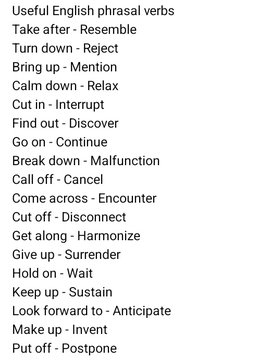 Useful English phrasal verbs
Take after - Resemble
Turn down - Reject
Bring up - Mention
Calm down - Relax
Cut in - Interrupt
Find out - Discover
Go on - Continue
Break down - Malfunction
Call off - Cancel
Come across - Encounter
Cut off - Disconnect
Get along - Harmonize
Give up - Surrender
Hold on - Wait
Keep up - Sustain
Look forward to - Anticipate
Make up - Invent
Put off - Postpone